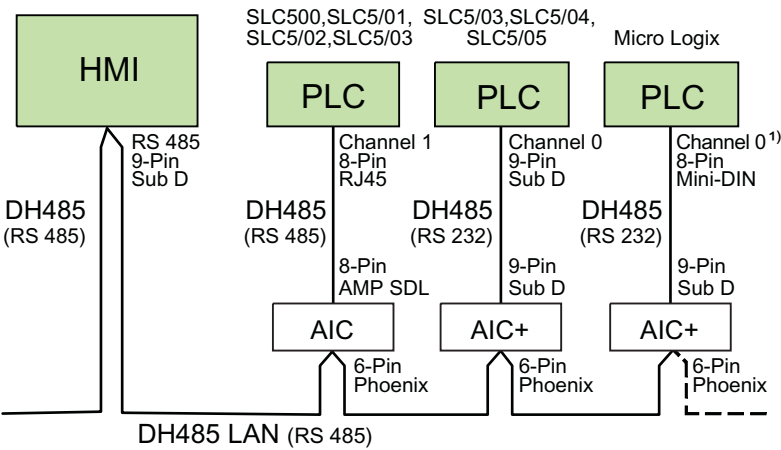 SLC500,SLC5/01,
SLC5/02,SLC5/03
SLC5/03,SLC5/04,
SLC5/05
Micro Logix
HMI
PLC
PLC
PLC
RS 485
9-Pin
Sub D
Channel 1
8-Pin
RJ45
Channel 0
9-Pin
Sub D
Channel 0¹⁾
8-Pin
Mini-DIN
DH485
(RS 485)
DH485
(RS 485)
DH485
(RS 232)
DH485
(RS 232)
8-Pin
AMP SDL
9-Pin
Sub D
9-Pin
Sub D
AIC
AIC+
AIC+
6-Pin
Phoenix
6-Pin
Phoenix
6-Pin
Phoenix
DH485 LAN (RS 485)